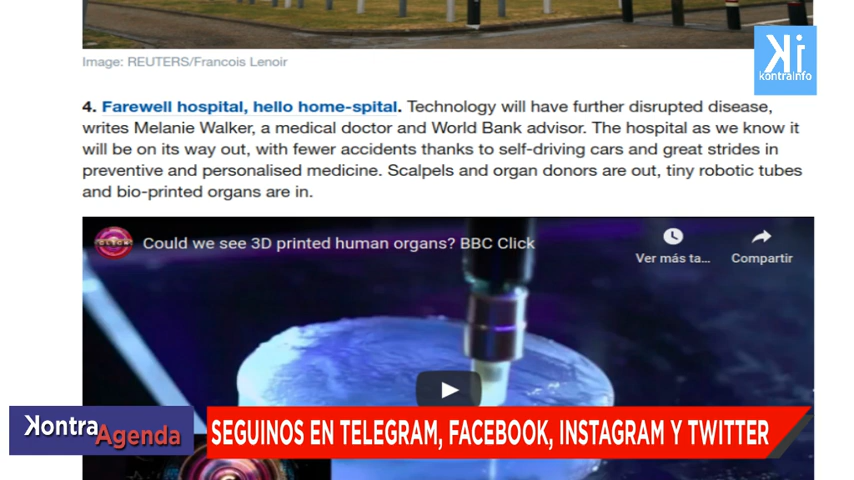 Image: REUTERS/Francois Lenoir
Ki
kontrainfo
4. Farewell hospital, hello home-spital. Technology will have further disrupted disease,
writes Melanie Walker, a medical doctor and World Bank advisor. The hospital as we know it
will be on its way out, with fewer accidents thanks to self-driving cars and great strides in
preventive and personalised medicine. Scalpels and organ donors are out, tiny robotic tubes
and bio-printed organs are in.
CLICK
Could we see 3D printed human organs? BBC Click
Ver más ta...
Compartir
Kontra
Agenda
SEGUINOS EN TELEGRAM, FACEBOOK, INSTAGRAM Y TWITTER